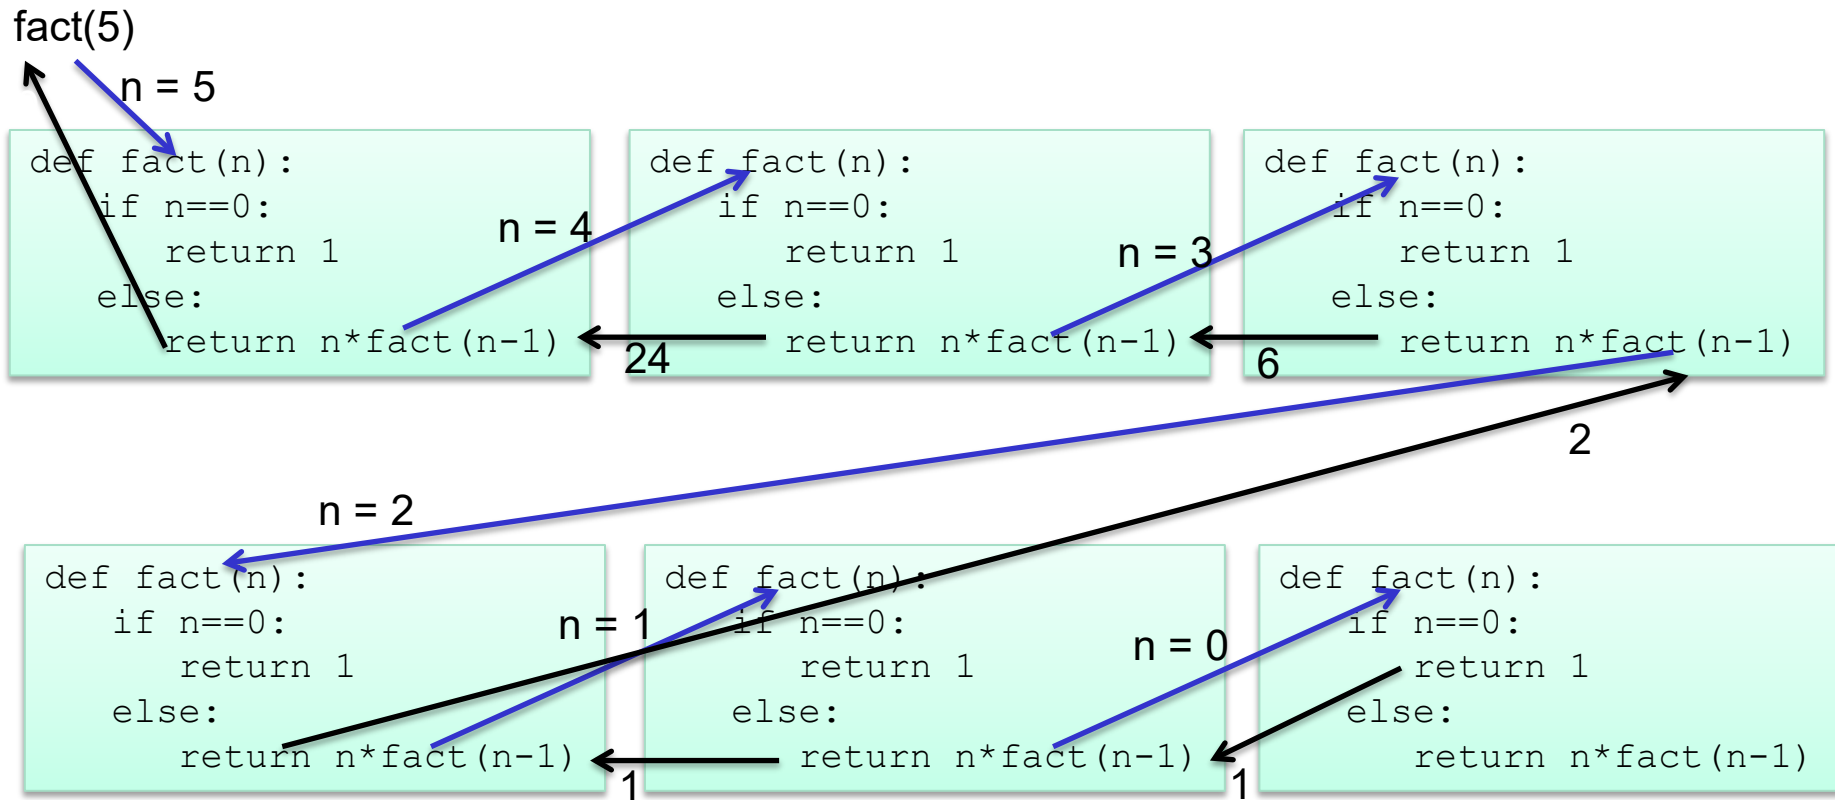 fact(5)
n = 5
def fact(n):
   if n==0:
      return 1
   else:
      return n*fact(n-1)
n = 4
24
def fact(n):
   if n==0:
      return 1
   else:
      return n*fact(n-1)
n = 3
6
def fact(n):
   if n==0:
      return 1
   else:
      return n*fact(n-1)
2
n = 2
def fact(n):
   if n==0:
      return 1
   else:
      return n*fact(n-1)
n = 1
1
def fact(n):
   if n==0:
      return 1
   else:
      return n*fact(n-1)
n = 0
1
def fact(n):
   if n==0:
      return 1
   else:
      return n*fact(n-1)